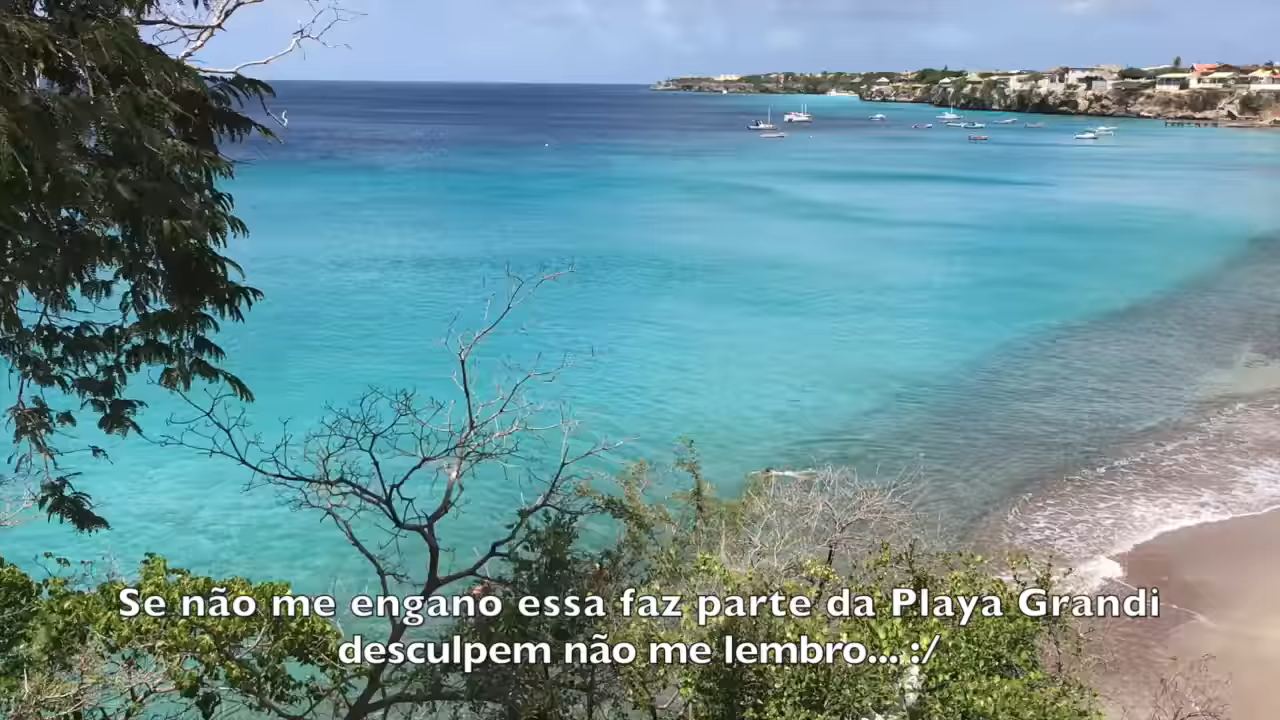 Se não me engano essa faz parte da Playa Grandi
desculpem não me lembro... :/